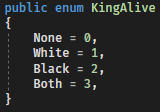 public enum KingAlive
{
    None = 0,
    White = 1,
    Black = 2,
    Both = 3,
}